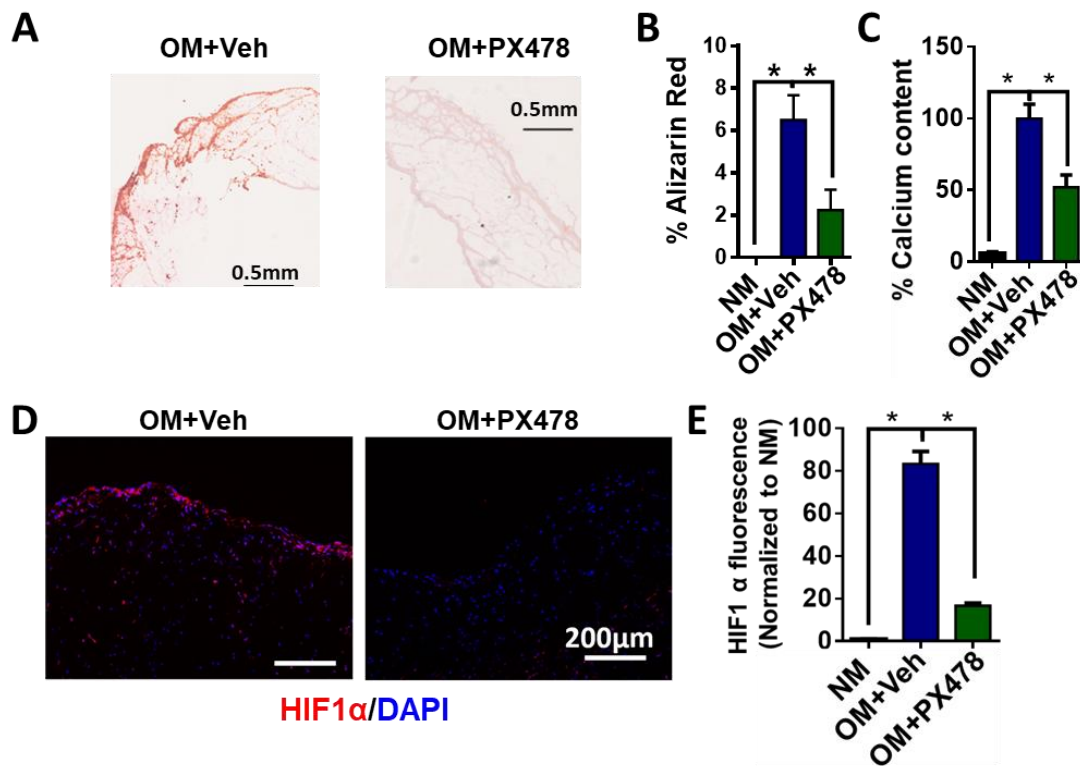 A
OM+Veh
OM+PX478
0.5mm
0.5mm
B
% Alizarin Red
10
8
6
4
2
0
* *
NM
OM+Veh
OM+PX478
C
% Calcium content
150
100
50
0
* *
NM
OM+Veh
OM+PX478
D
OM+Veh
OM+PX478
200μm
HIF1α/DAPI
E
HIF1 α fluorescence
(Normalized to NM)
100
80
60
40
20
0
* *
NM
OM+Veh
OM+PX478